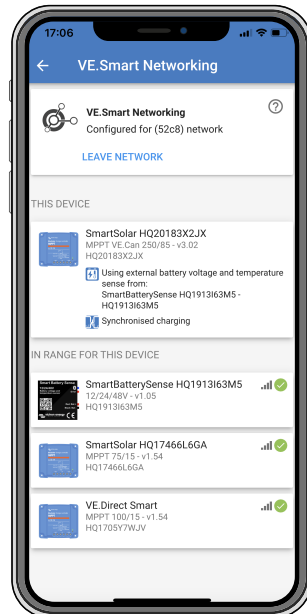 17:06
VE.Smart Networking
VE.Smart Networking
Configured for (52c8) network
LEAVE NETWORK
THIS DEVICE
SmartSolar HQ20183X2JX
MPPT VE.Can 250/85 - v3.02
HQ20183X2JX
Using external battery voltage and temperature
sense from:
SmartBatterySense HQ1913I63M5 -
HQ1913I63M5
Synchronised charging
IN RANGE FOR THIS DEVICE
SmartBatterySense HQ1913I63M5
12/24/48V - v1.05
HQ1913I63M5
Smart Battery Sense
SmartSolar HQ17466L6GA
MPPT 75/15 - v1.54
HQ17466L6GA
VE.Direct Smart
MPPT 100/15 - v1.54
HQ1705Y7WJV